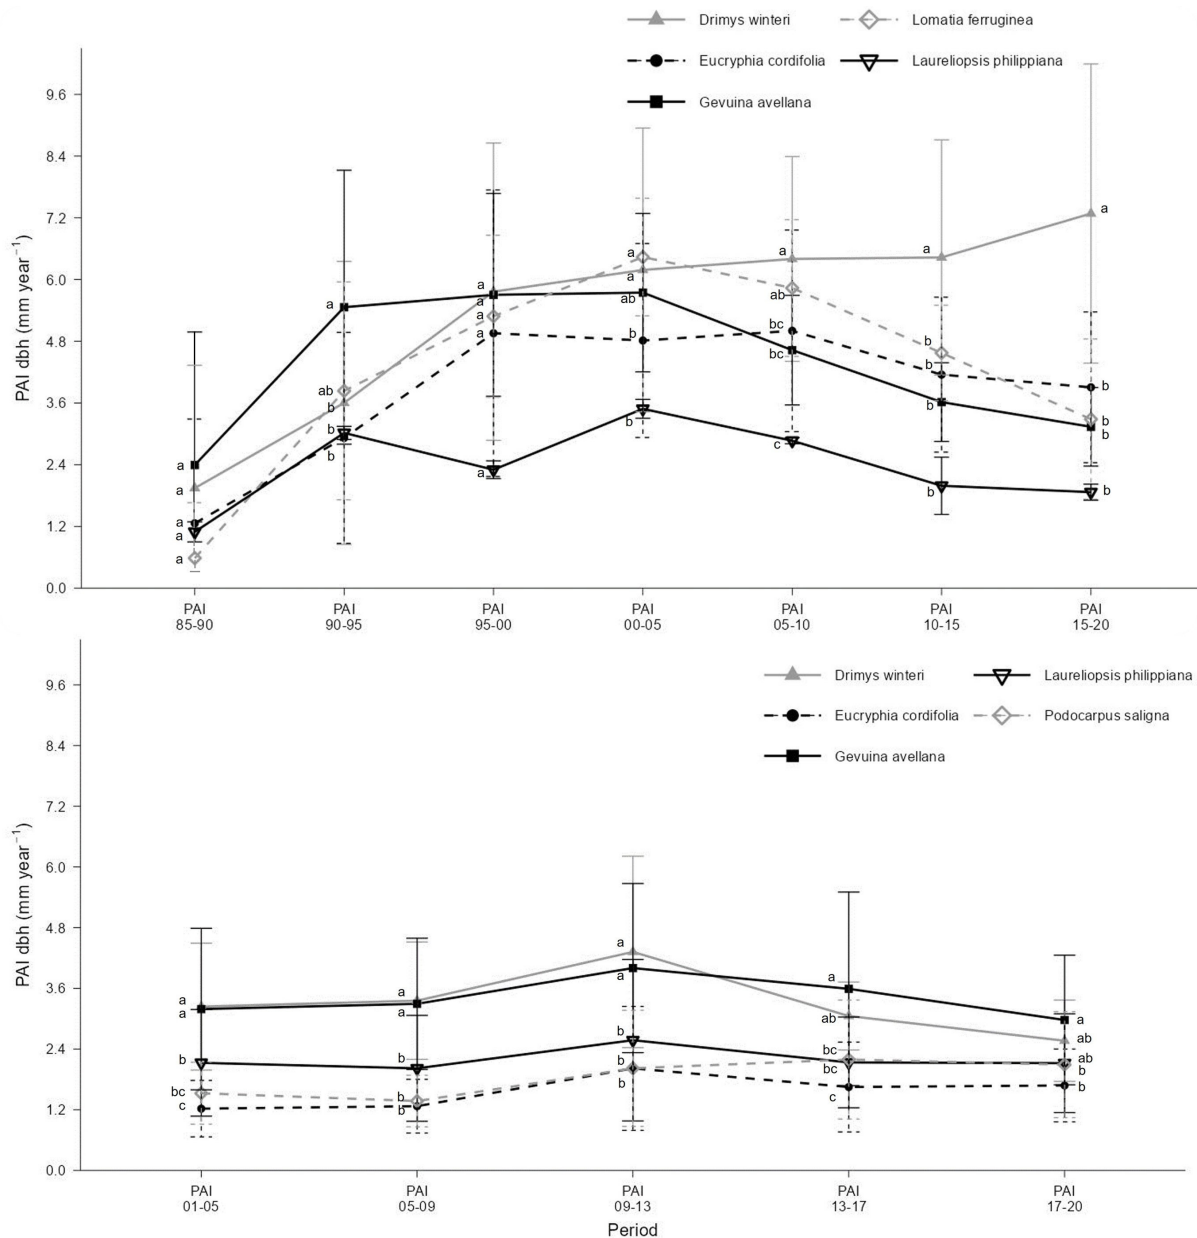 Drimys winteri
Lomatia ferruginea
Eucryphia cordifolia
Laureliopsis philippiana
Gevuina avellana
PAI dbh (mm year⁻¹)
9.6
8.4
7.2
6.0
4.8
3.6
2.4
1.2
0.0
a
a
a
a
a
a
ab
b
b
b
a
a
a
a
a
a
a
ab
b
b
a
ab
bc
bc
c
a
b
b
b
b
a
b
b
b
b
PAI 85-90
PAI 90-95
PAI 95-00
PAI 00-05
PAI 05-10
PAI 10-15
PAI 15-20
Drimys winteri
Laureliopsis philippiana
Eucryphia cordifolia
Podocarpus saligna
Gevuina avellana
PAI dbh (mm year⁻¹)
9.6
8.4
7.2
6.0
4.8
3.6
2.4
1.2
0.0
a
a
b
bc
c
a
a
b
b
b
a
a
b
b
b
a
ab
bc
bc
c
a
ab
ab
b
b
PAI 01-05
PAI 05-09
PAI 09-13
PAI 13-17
PAI 17-20
Period